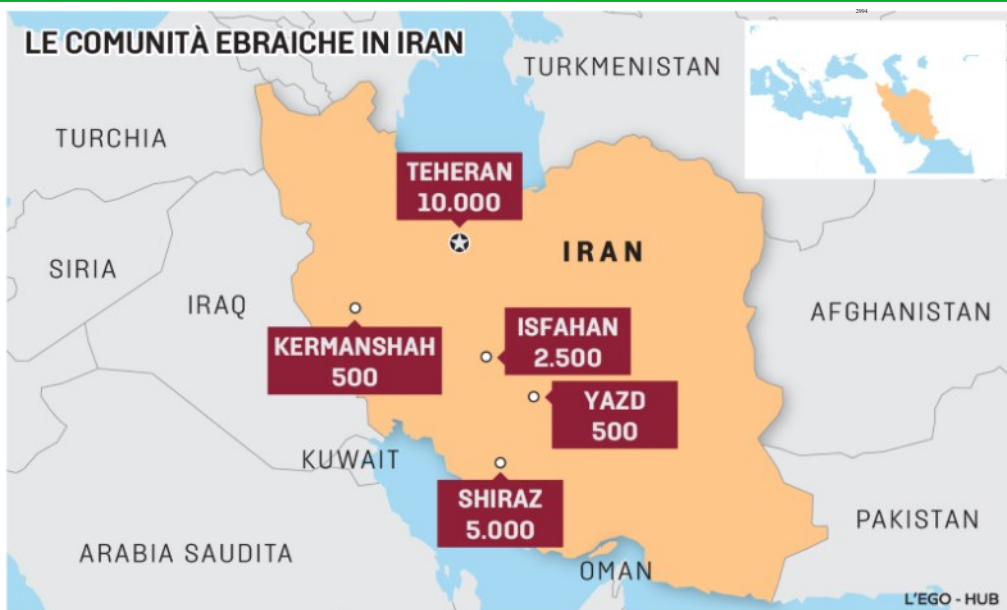 2994
LE COMUNITÀ EBRAICHE IN IRAN
TURKMENISTAN
TURCHIA
TEHERAN
10.000
IRAN
SIRIA
IRAQ
AFGHANISTAN
ISFAHAN
2.500
KERMANSHAH
500
YAZD
500
KUWAIT
SHIRAZ
5.000
PAKISTAN
ARABIA SAUDITA
OMAN
L'EGO - HUB